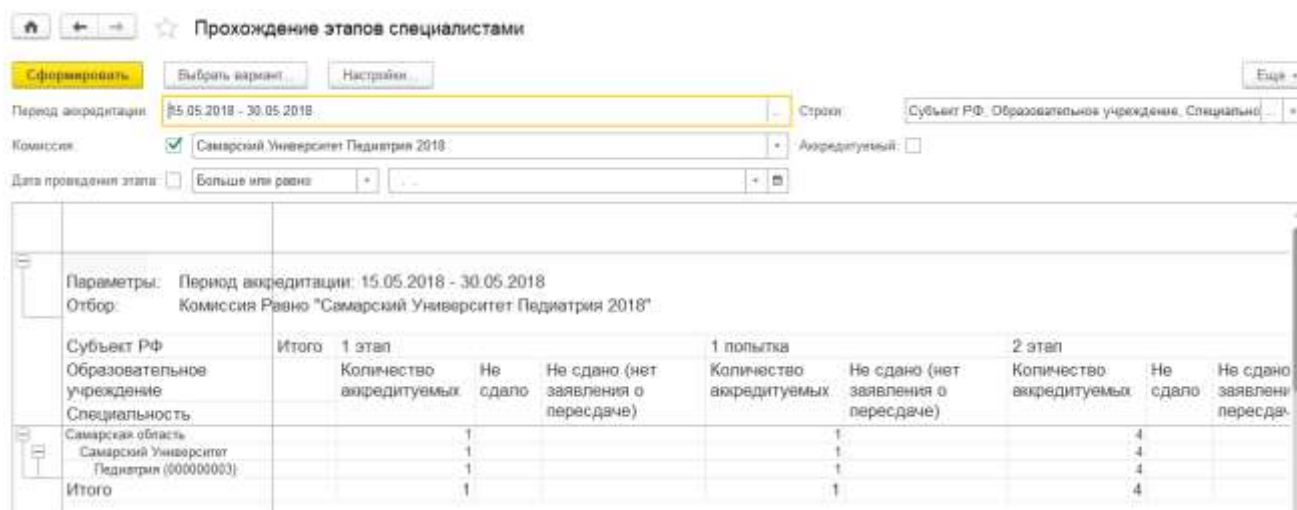 Прохождение этапов специалистами
Сформировать Выбрать вариант... Настройки... Еще
Период аккредитации: 15.05.2018 - 30.05.2018 ... Строки: Субъект РФ, Образовательное учреждение, Специально ...
Комиссия: Самарский Университет Педиатрия 2018 Аккредитуемый:
Дата проведения этапа: Больше или равно . .
Параметры: Период аккредитации: 15.05.2018 - 30.05.2018
Отбор: Комиссия Равно "Самарский Университет Педиатрия 2018"
Субъект РФ Итого 1 этап 1 попытка 2 этап
Образовательное Количество Не Не сдано (нет Количество Не сдано (нет Количество Не Не сдано
учреждение аккредитуемых сдало заявления о аккредитуемых заявления о аккредитуемых сдало заявлени
Специальность пересдаче) пересдаче) пересдач
Самарская область 1 1 4
Самарский Университет 1 1 4
Педиатрия (000000003) 1 1 4
Итого 1 1 4